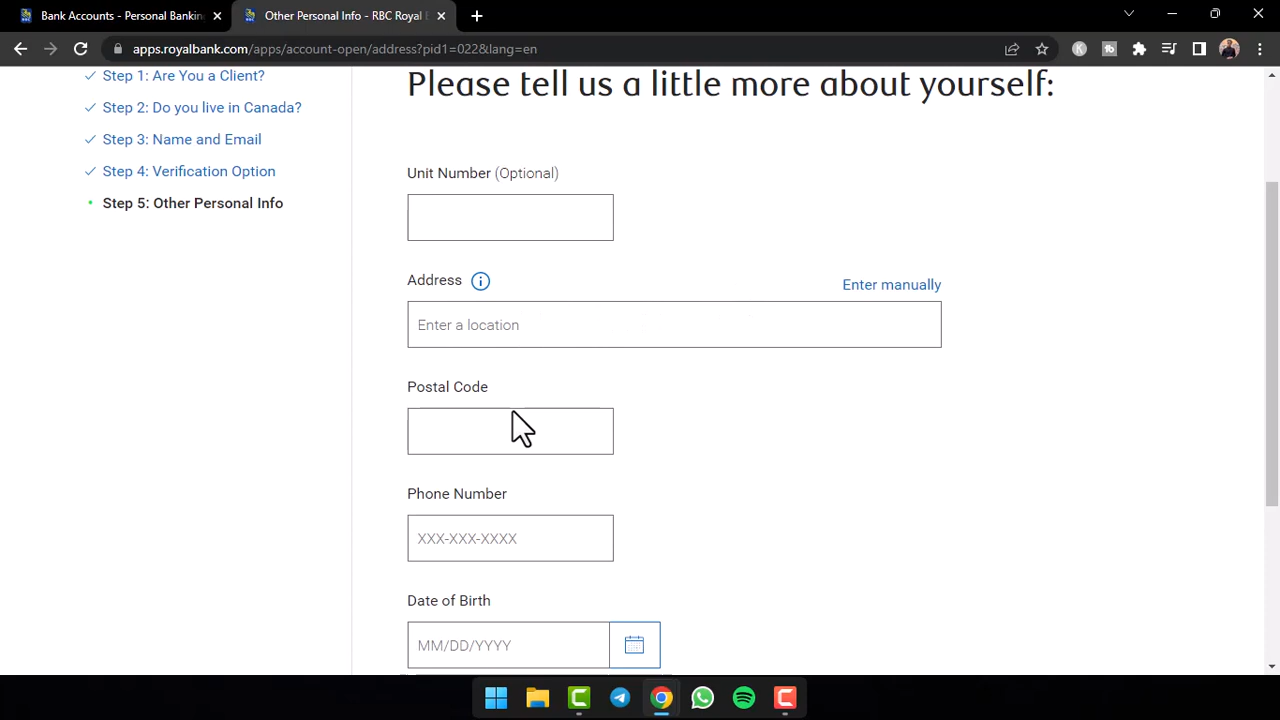 Bank Accounts - Personal Bankin
Other Personal Info - RBC Royal
apps.royalbank.com/apps/account-open/address?pid1=022&lang=en
Step 1: Are You a Client?
Step 2: Do you live in Canada?
Step 3: Name and Email
Step 4: Verification Option
Step 5: Other Personal Info
Please tell us a little more about yourself:
Unit Number (Optional)
Address
Enter manually
Enter a location
Postal Code
Phone Number
XXX-XXX-XXXX
Date of Birth
MM/DD/YYYY